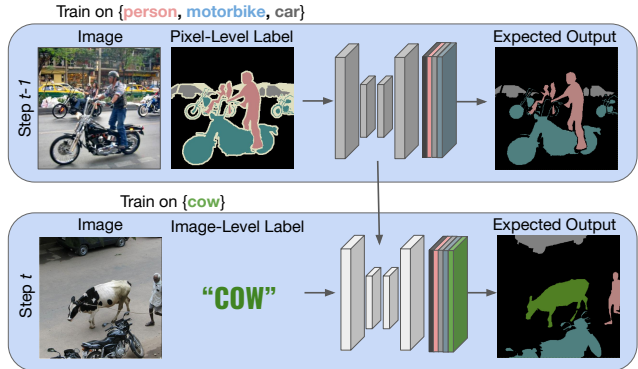 Train on {person, motorbike, car}
Image
Pixel-Level Label
Expected Output
Step t-1
Train on {cow}
Image
Image-Level Label
Expected Output
Step t
“COW”